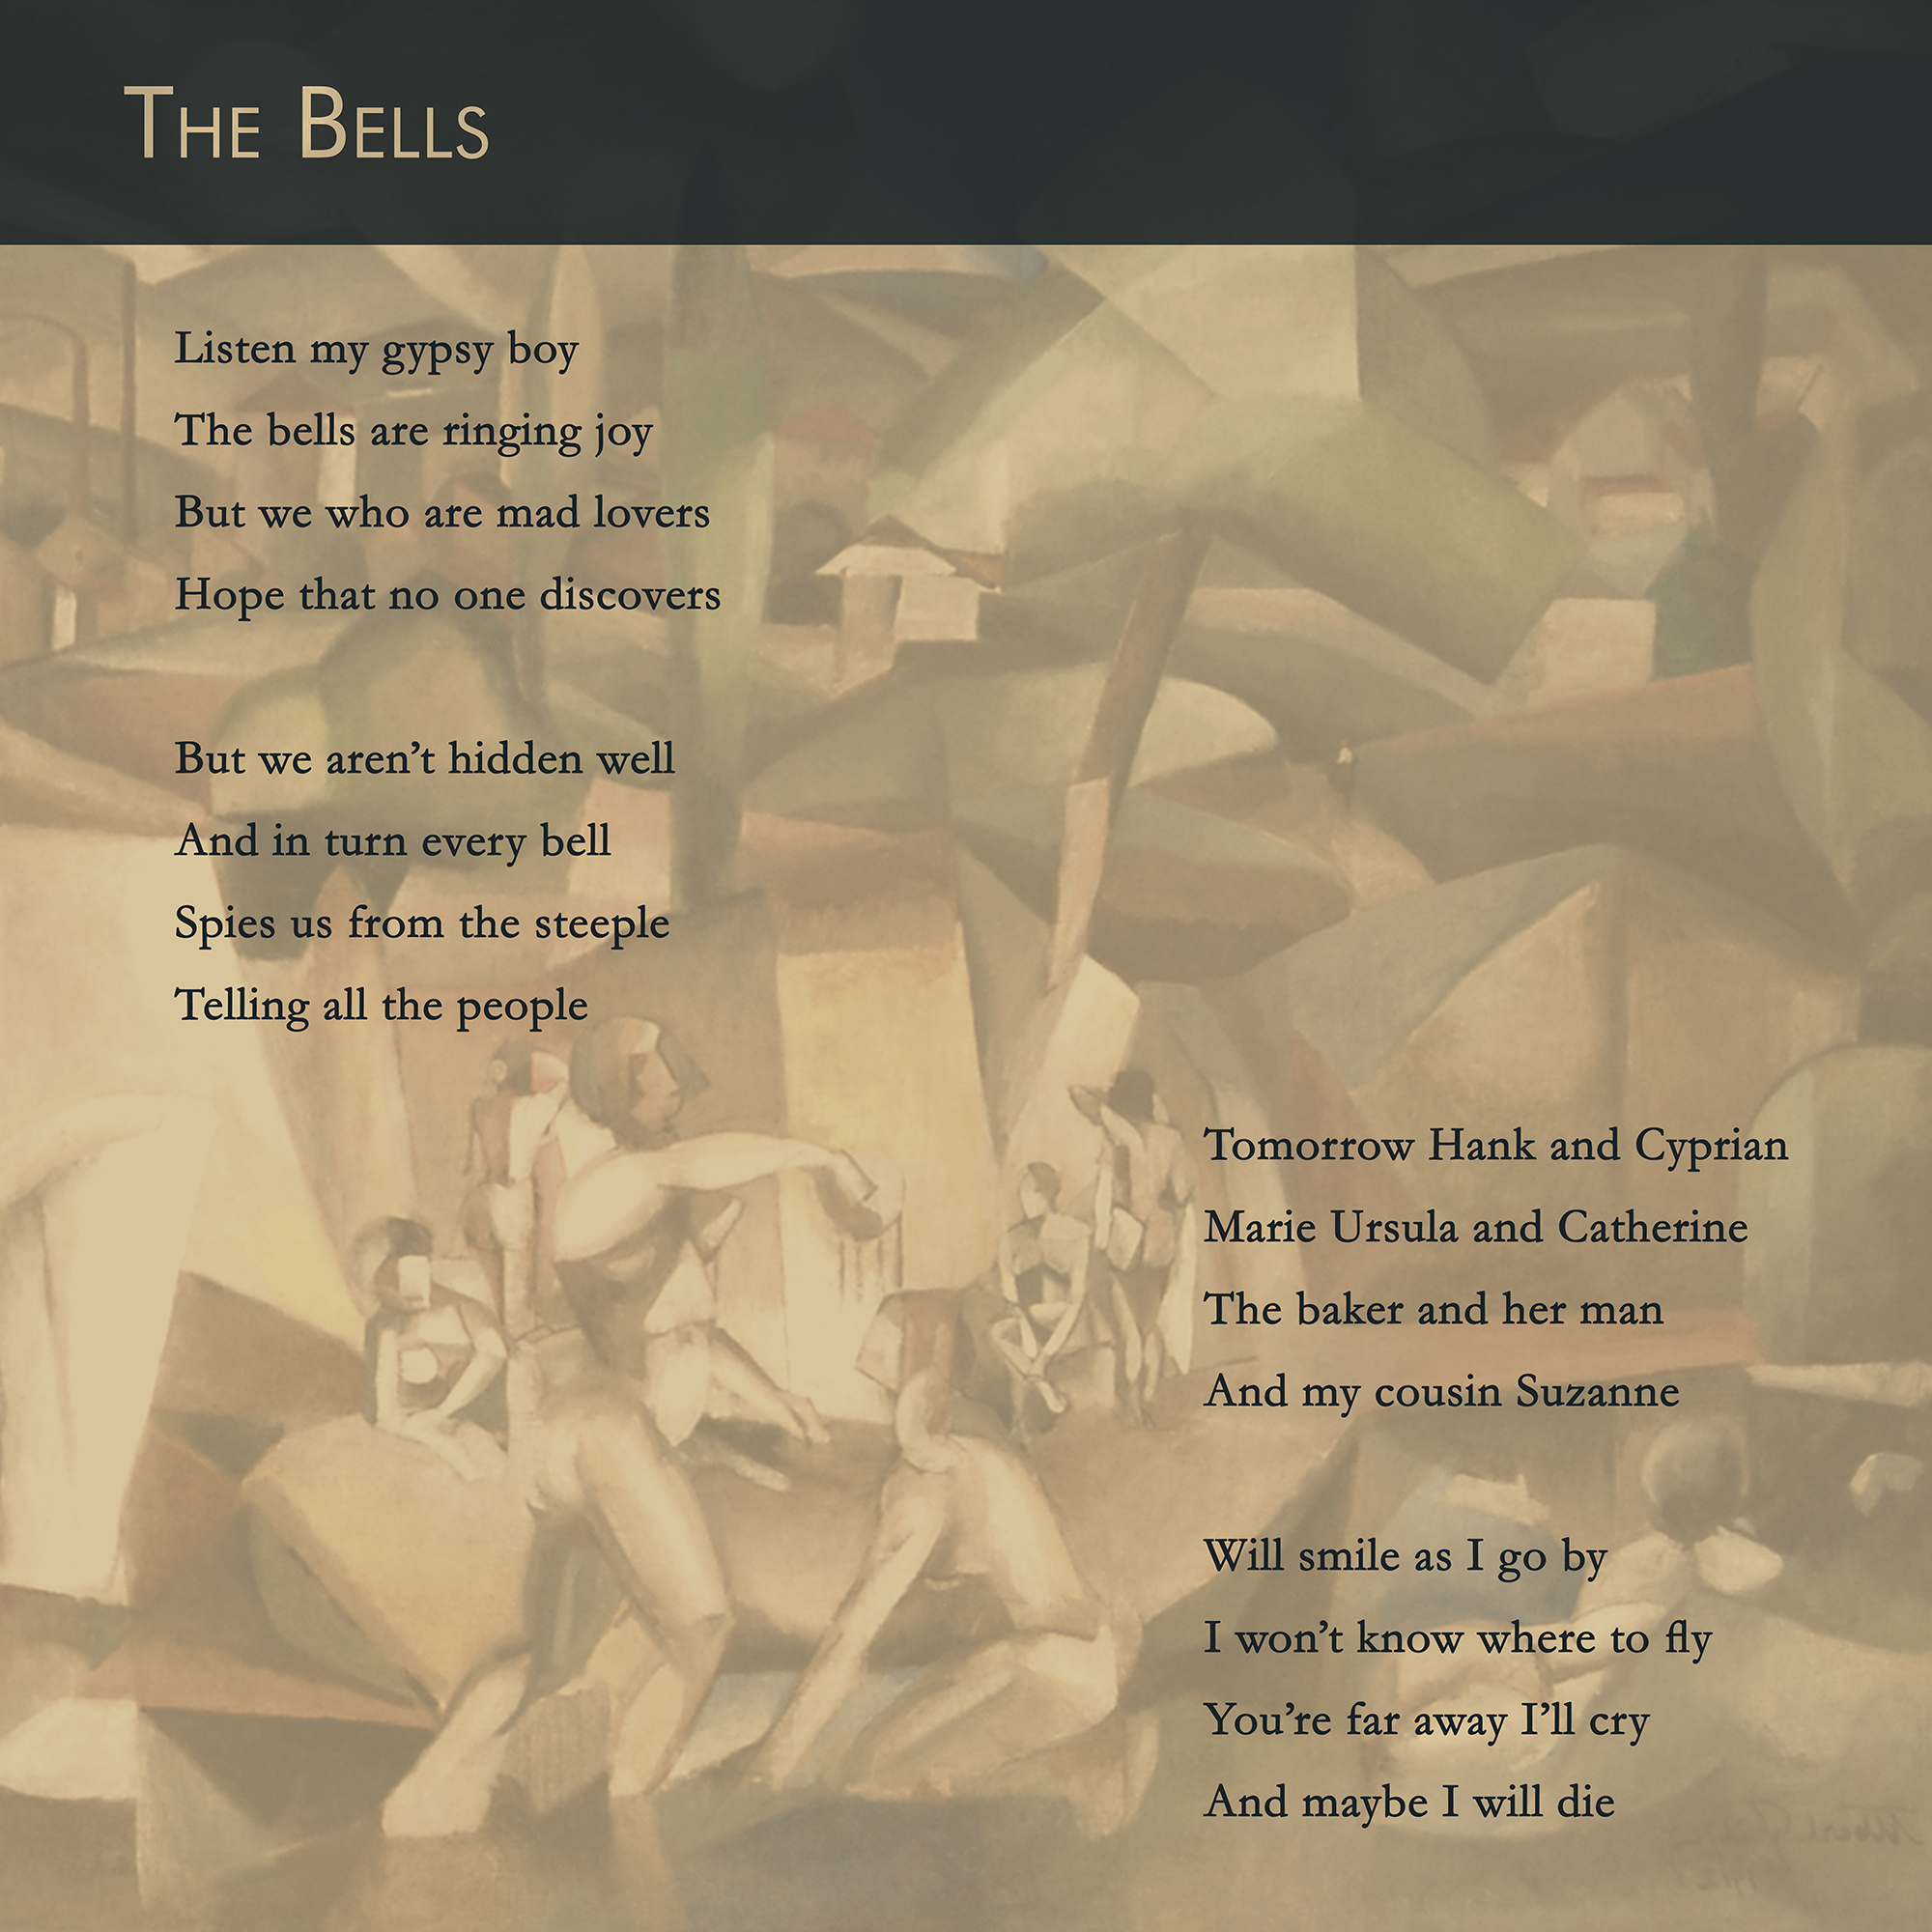 The Bells
Listen my gypsy boy
The bells are ringing joy
But we who are mad lovers
Hope that no one discovers
But we aren’t hidden well
And in turn every bell
Spies us from the steeple
Telling all the people
Tomorrow Hank and Cyprian
Marie Ursula and Catherine
The baker and her man
And my cousin Suzanne
Will smile as I go by
I won’t know where to fly
You’re far away I’ll cry
And maybe I will die